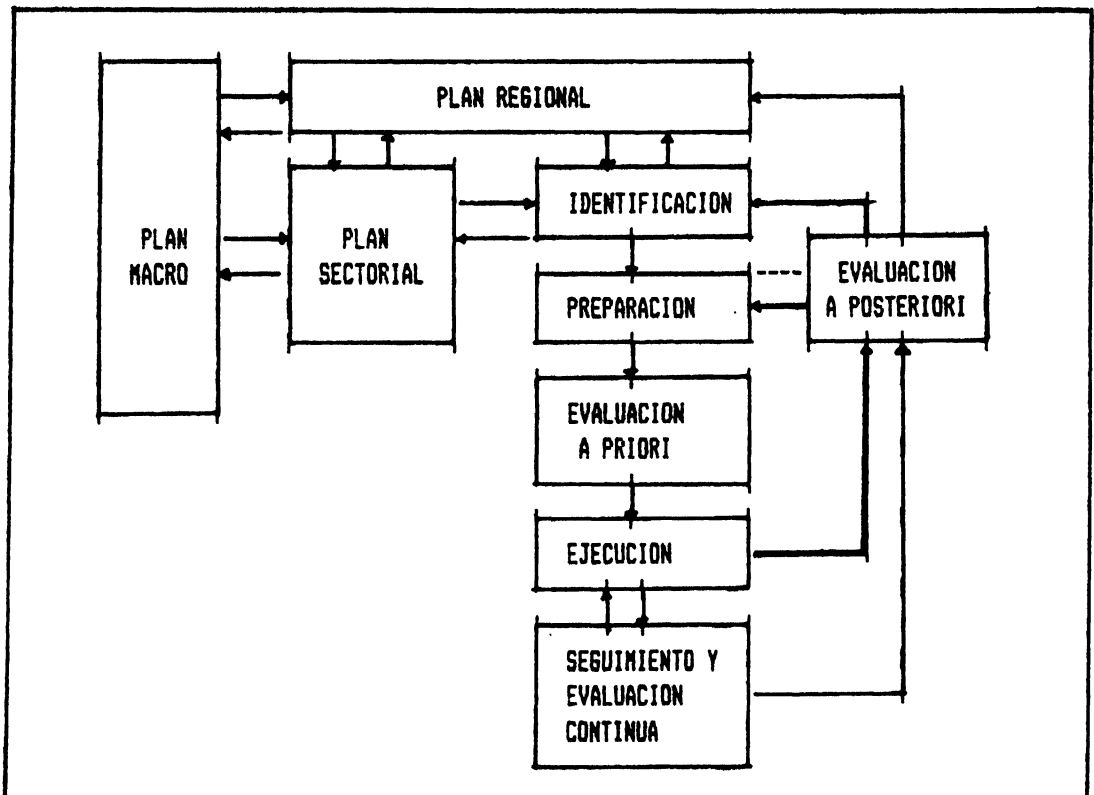 PLAN REGIONAL
PLAN
MACRO
PLAN
SECTORIAL
IDENTIFICACION
PREPARACION
EVALUACION
A PRIORI
EJECUCION
SEGUIMIENTO Y
EVALUACION
CONTINUA
EVALUACION
A POSTERIORI